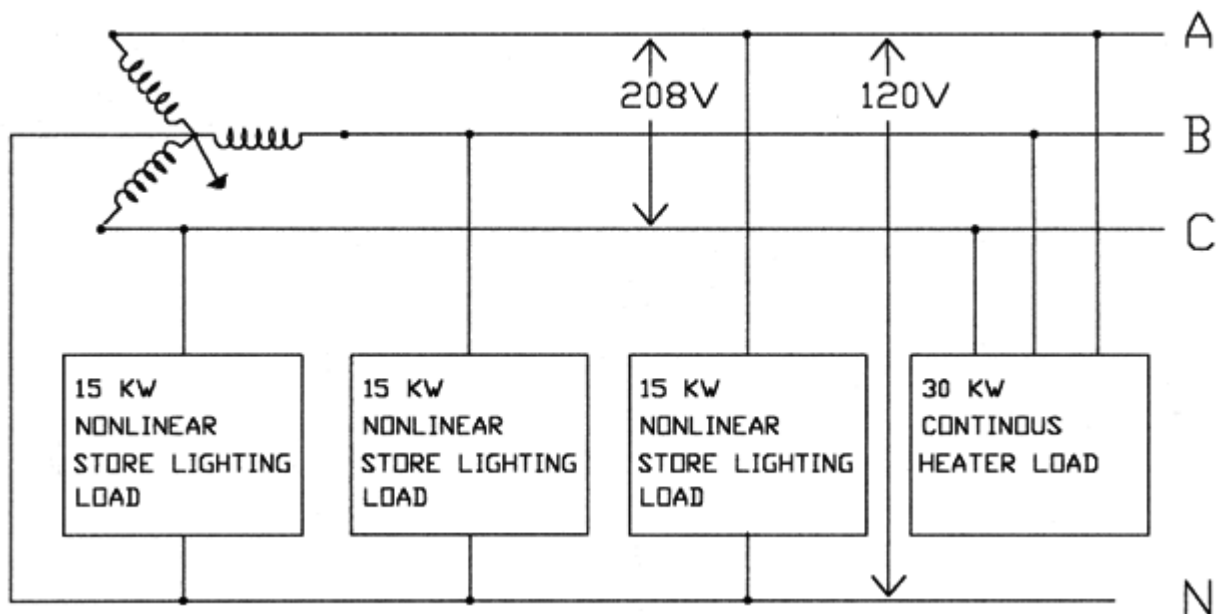 A
208V
120V
B
C
15 KW
NONLINEAR
STORE LIGHTING
LOAD
15 KW
NONLINEAR
STORE LIGHTING
LOAD
15 KW
NONLINEAR
STORE LIGHTING
LOAD
30 KW
CONTINOUS
HEATER LOAD
N